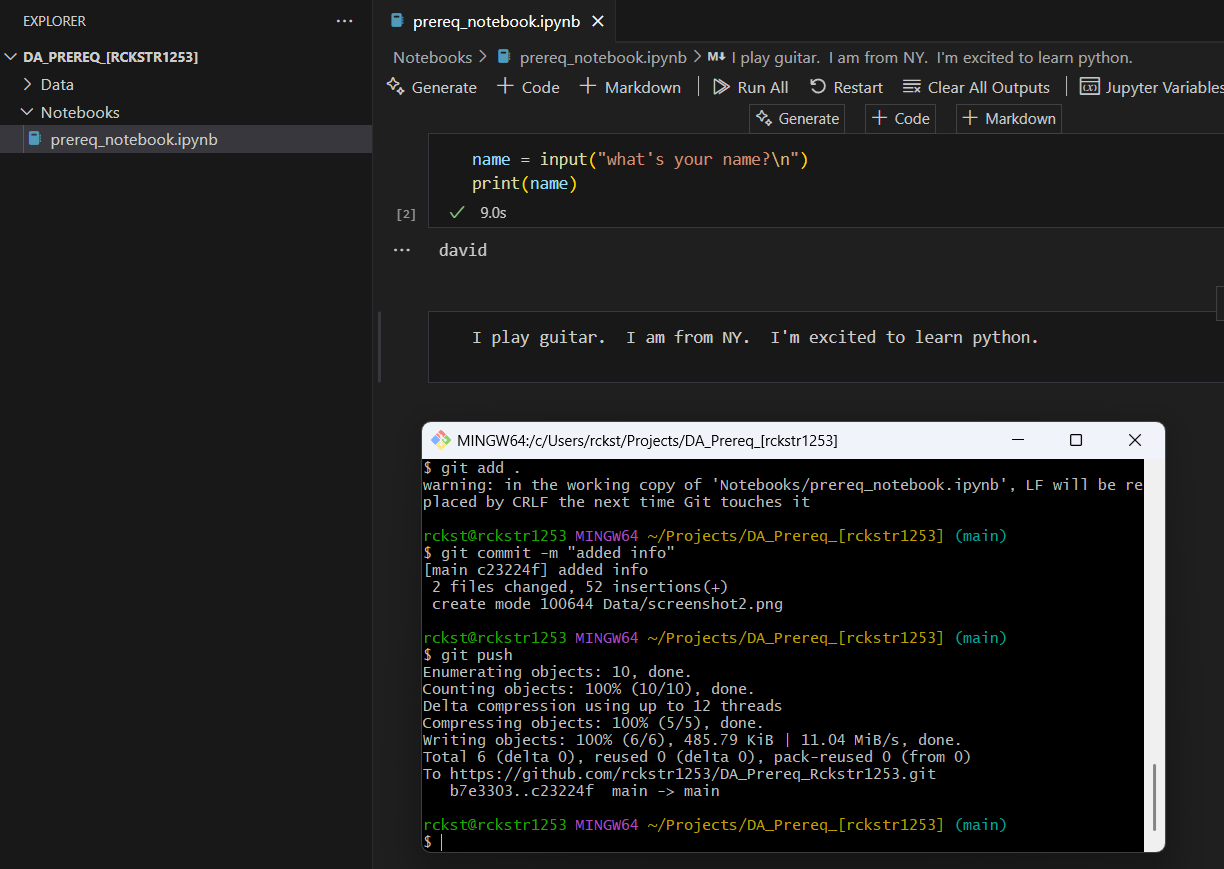 EXPLORER
...
DA_PREREQ_[RCKSTR1253]
Data
Notebooks
prereq_notebook.ipynb
prereq_notebook.ipynb
Notebooks > prereq_notebook.ipynb > M↓ I play guitar. I am from NY. I'm excited to learn python.
Generate + Code + Markdown | Run All Restart Clear All Outputs | Jupyter Variables
Generate + Code + Markdown
name = input("what's your name?\n")
print(name)
[2] ✓ 9.0s
... david
I play guitar.  I am from NY.  I'm excited to learn python.
MINGW64:/c/Users/rckst/Projects/DA_Prereq_[rckstr1253]
$ git add .
warning: in the working copy of 'Notebooks/prereq_notebook.ipynb', LF will be re
placed by CRLF the next time Git touches it
rckst@rckstr1253 MINGW64 ~/Projects/DA_Prereq_[rckstr1253] (main)
$ git commit -m "added info"
[main c23224f] added info
 2 files changed, 52 insertions(+)
 create mode 100644 Data/screenshot2.png
rckst@rckstr1253 MINGW64 ~/Projects/DA_Prereq_[rckstr1253] (main)
$ git push
Enumerating objects: 10, done.
Counting objects: 100% (10/10), done.
Delta compression using up to 12 threads
Compressing objects: 100% (5/5), done.
Writing objects: 100% (6/6), 485.79 KiB | 11.04 MiB/s, done.
Total 6 (delta 0), reused 0 (delta 0), pack-reused 0 (from 0)
To https://github.com/rckstr1253/DA_Prereq_Rckstr1253.git
   b7e3303..c23224f  main -> main
rckst@rckstr1253 MINGW64 ~/Projects/DA_Prereq_[rckstr1253] (main)
$